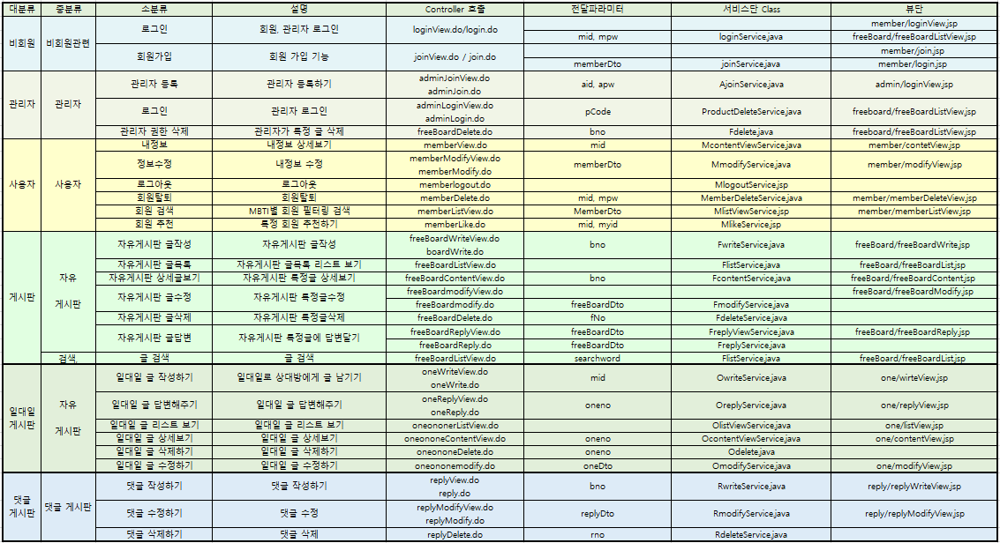 대분류 중분류 소분류 설명 Controller 호출 전달파라미터 서비스단 Class 뷰단
비회원 비회원관련 로그인 회원, 관리자 로그인 loginView.do/login.do member/loginView.jsp
mid, mpw loginService.java freeBoard/freeBoardListView.jsp
회원가입 회원 가입 기능 joinView.do / join.do member/join.jsp
memberDto joinService.java member/login.jsp
관리자 관리자 관리자 등록 관리자 등록하기 adminJoinView.do
adminJoin.do aid, apw AjoinService.java admin/loginView.jsp
로그인 관리자 로그인 adminLoginView.do
adminLogin.do pCode ProductDeleteService.java freeboard/freeBoardListView.jsp
관리자 권한 삭제 관리자가 특정 글 삭제 freeBoardDelete.do bno Fdelete.java freeboard/freeBoardListView.jsp
사용자 사용자 내정보 내정보 상세보기 memberView.do mid McontentViewService.java member/contetView.jsp
정보수정 내정보 수정 memberModifyView.do
memberModify.do memberDto MmodifyService.java member/modifyView.jsp
로그아웃 로그아웃 memberlogout.do MlogoutService.jsp
회원탈퇴 회원탈퇴 memberDelete.do mid, mpw MemberDeleteService.java member/memberDeleteView.jsp
회원 검색 MBTI별 회원 필터링 검색 memberListView.do MemberDto MlistViewService.jsp member/memberListView.jsp
회원 추천 특정 회원 추천하기 memberLike.do mid, myid MlikeService.jsp
게시판 자유
게시판 자유게시판 글작성 자유게시판 글작성 freeBoardWriteView.do
boardWrite.do bno FwriteService.java freeBoard/freeBoardWrite.jsp
자유게시판 글목록 자유게시판 글목록 리스트 보기 freeBoardListView.do FlistService.java freeBoard/freeBoardList.jsp
자유게시판 상세글보기 자유게시판 특정글 상세보기 freeBoardContentView.do bno FcontentService.java freeBoard/freeBoardContent.jsp
자유게시판 글수정 자유게시판 특정글수정 freeBoardmodifyView.do freeBoard/freeBoardModify.jsp
freeBoardmodify.do freeBoardDto FmodifyService.java
자유게시판 글삭제 자유게시판 특정글삭제 freeBoardDelete.do fNo FdeleteService.java
자유게시판 글답변 자유게시판 특정글에 답변달기 freeBoardReplyView.do freeBoardDto FreplyViewService.java freeBoard/freeBoardReply.jsp
freeBoardReply.do freeBoardDto FreplyService.java
검색, 글 검색 글 검색 freeBoardListView.do searchword FlistService.java freeBoard/freeBoardList.jsp
일대일
게시판 자유
게시판 일대일 글 작성하기 일대일로 상대방에게 글 남기기 oneWriteView.do
oneWrite.do mid OwriteService.java one/wirteView.jsp
일대일 글 답변해주기 일대일 글 답변해주기 oneReplyView.do
oneReply.do oneno OreplyService.java one/replyView.jsp
일대일 글 리스트 보기 일대일 글 리스트 보기 oneononerListView.do OlistViewService.java one/listView.jsp
일대일 글 상세보기 일대일 글 상세보기 oneononeContentView.do oneno OcontentViewService.java one/contentView.jsp
일대일 글 삭제하기 일대일 글 삭제하기 oneononeDelete.do oneno Odelete.java
일대일 글 수정하기 일대일 글 수정하기 oneononemodify.do oneDto OmodifyService.java one/modifyView.jsp
댓글
게시판 댓글 게시판 댓글 작성하기 댓글 작성하기 replyView.do
reply.do bno RwriteService.java reply/replyWriteView.jsp
댓글 수정하기 댓글 수정 replyModifyView.do
replyModify.do replyDto RmodifyService.java reply/replyModifyView.jsp
댓글 삭제하기 댓글 삭제 replyDelete.do rno RdeleteService.java